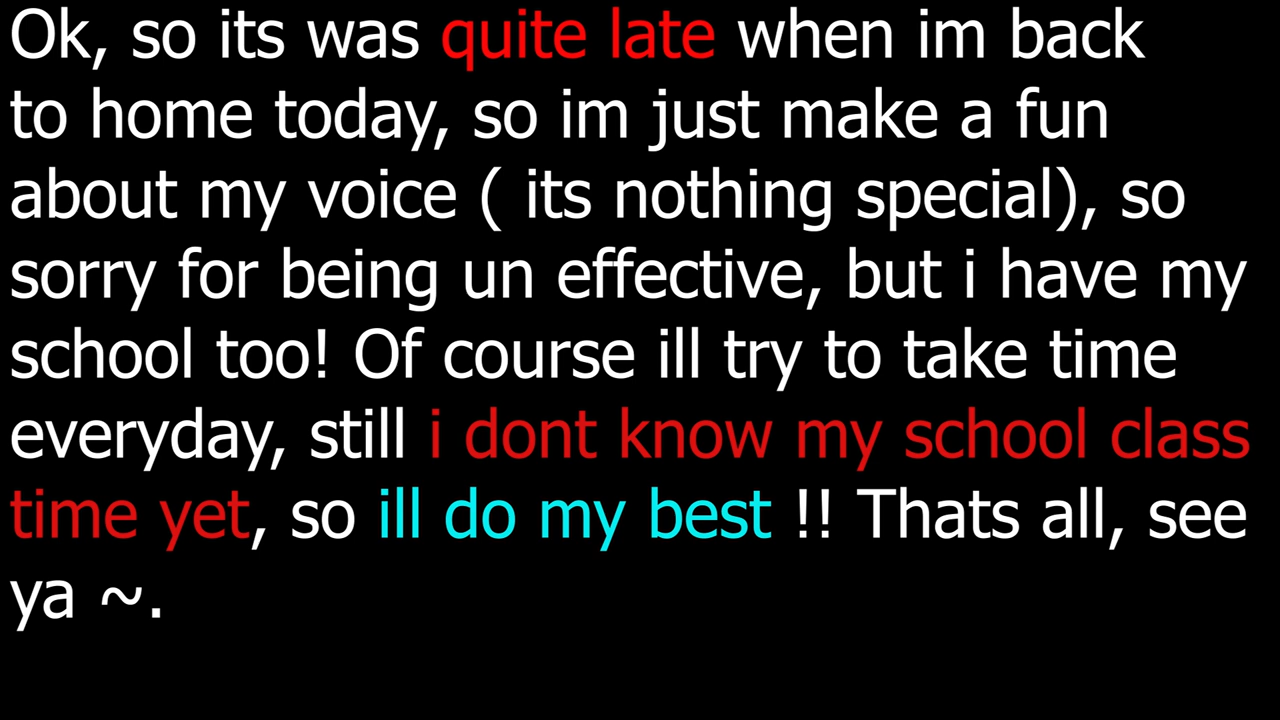 Ok, so its was quite late when im back
to home today, so im just make a fun
about my voice ( its nothing special), so
sorry for being un effective, but i have my
school too! Of course ill try to take time
everyday, still i dont know my school class
time yet, so ill do my best !! Thats all, see
ya ~.